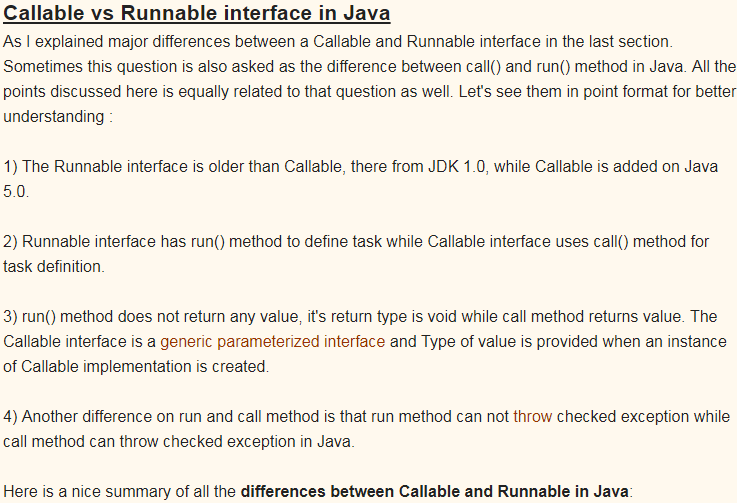 Callable vs Runnable interface in Java
As I explained major differences between a Callable and Runnable interface in the last section.
Sometimes this question is also asked as the difference between call() and run() method in Java. All the
points discussed here is equally related to that question as well. Let's see them in point format for better
understanding :
1) The Runnable interface is older than Callable, there from JDK 1.0, while Callable is added on Java
5.0.
2) Runnable interface has run() method to define task while Callable interface uses call() method for
task definition.
3) run() method does not return any value, it's return type is void while call method returns value. The
Callable interface is a generic parameterized interface and Type of value is provided when an instance
of Callable implementation is created.
4) Another difference on run and call method is that run method can not throw checked exception while
call method can throw checked exception in Java.
Here is a nice summary of all the differences between Callable and Runnable in Java: